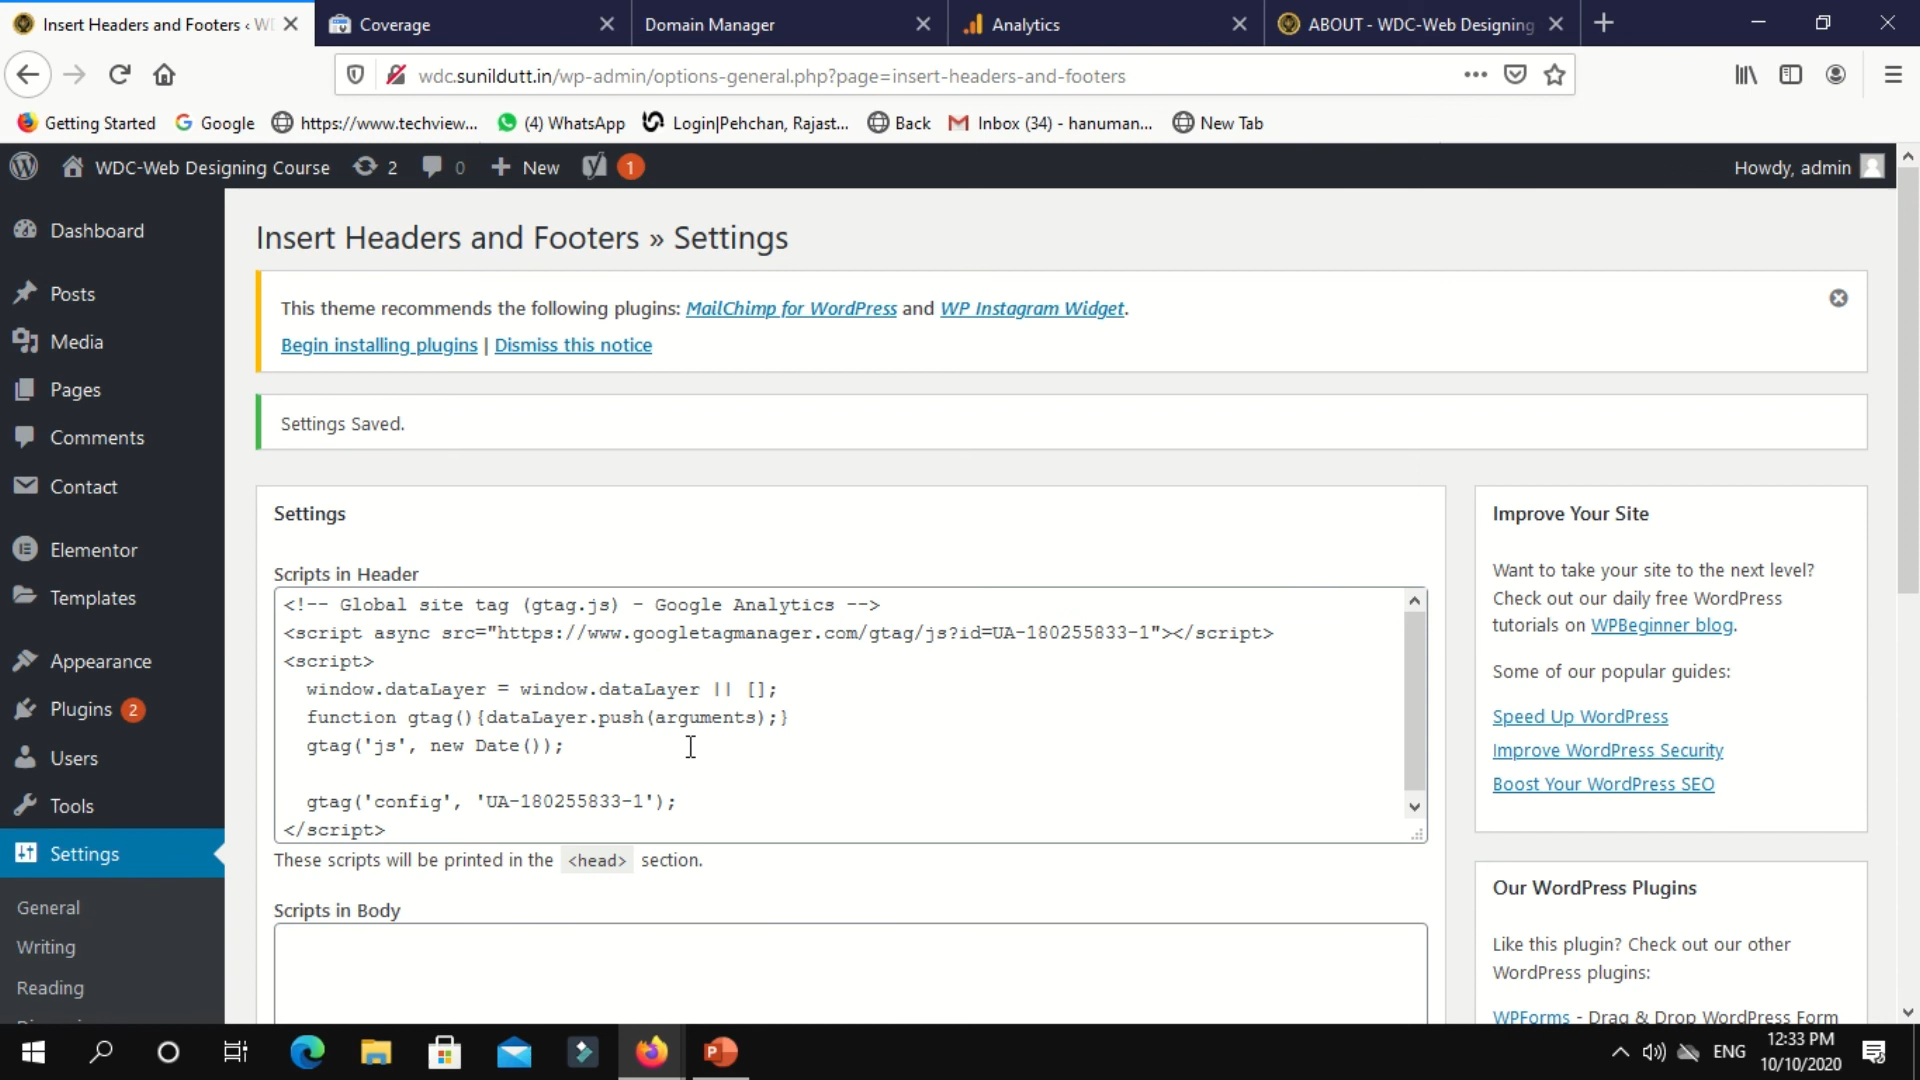 Insert Headers and Footers ‹ WD
Coverage
Domain Manager
Analytics
ABOUT - WDC-Web Designing
wdc.sunildutt.in/wp-admin/options-general.php?page=insert-headers-and-footers
Getting Started
Google
https://www.techview...
(4) WhatsApp
Login|Pehchan, Rajast...
Back
Inbox (34) - hanuman...
New Tab
WDC-Web Designing Course
2
0
New
1
Howdy, admin
Dashboard
Posts
Media
Pages
Comments
Contact
Elementor
Templates
Appearance
Plugins 2
Users
Tools
Settings
General
Writing
Reading
Insert Headers and Footers » Settings
This theme recommends the following plugins: MailChimp for WordPress and WP Instagram Widget.
Begin installing plugins | Dismiss this notice
Settings Saved.
Settings
Scripts in Header
<!-- Global site tag (gtag.js) - Google Analytics -->
<script async src="https://www.googletagmanager.com/gtag/js?id=UA-180255833-1"></script>
<script>
window.dataLayer = window.dataLayer || [];
function gtag(){dataLayer.push(arguments);}
gtag('js', new Date());
gtag('config', 'UA-180255833-1');
</script>
These scripts will be printed in the <head> section.
Scripts in Body
Improve Your Site
Want to take your site to the next level?
Check out our daily free WordPress
tutorials on WPBeginner blog.
Some of our popular guides:
Speed Up WordPress
Improve WordPress Security
Boost Your WordPress SEO
Our WordPress Plugins
Like this plugin? Check out our other
WordPress plugins:
WPForms - Drag & Drop WordPress Form
ENG
12:33 PM
10/10/2020